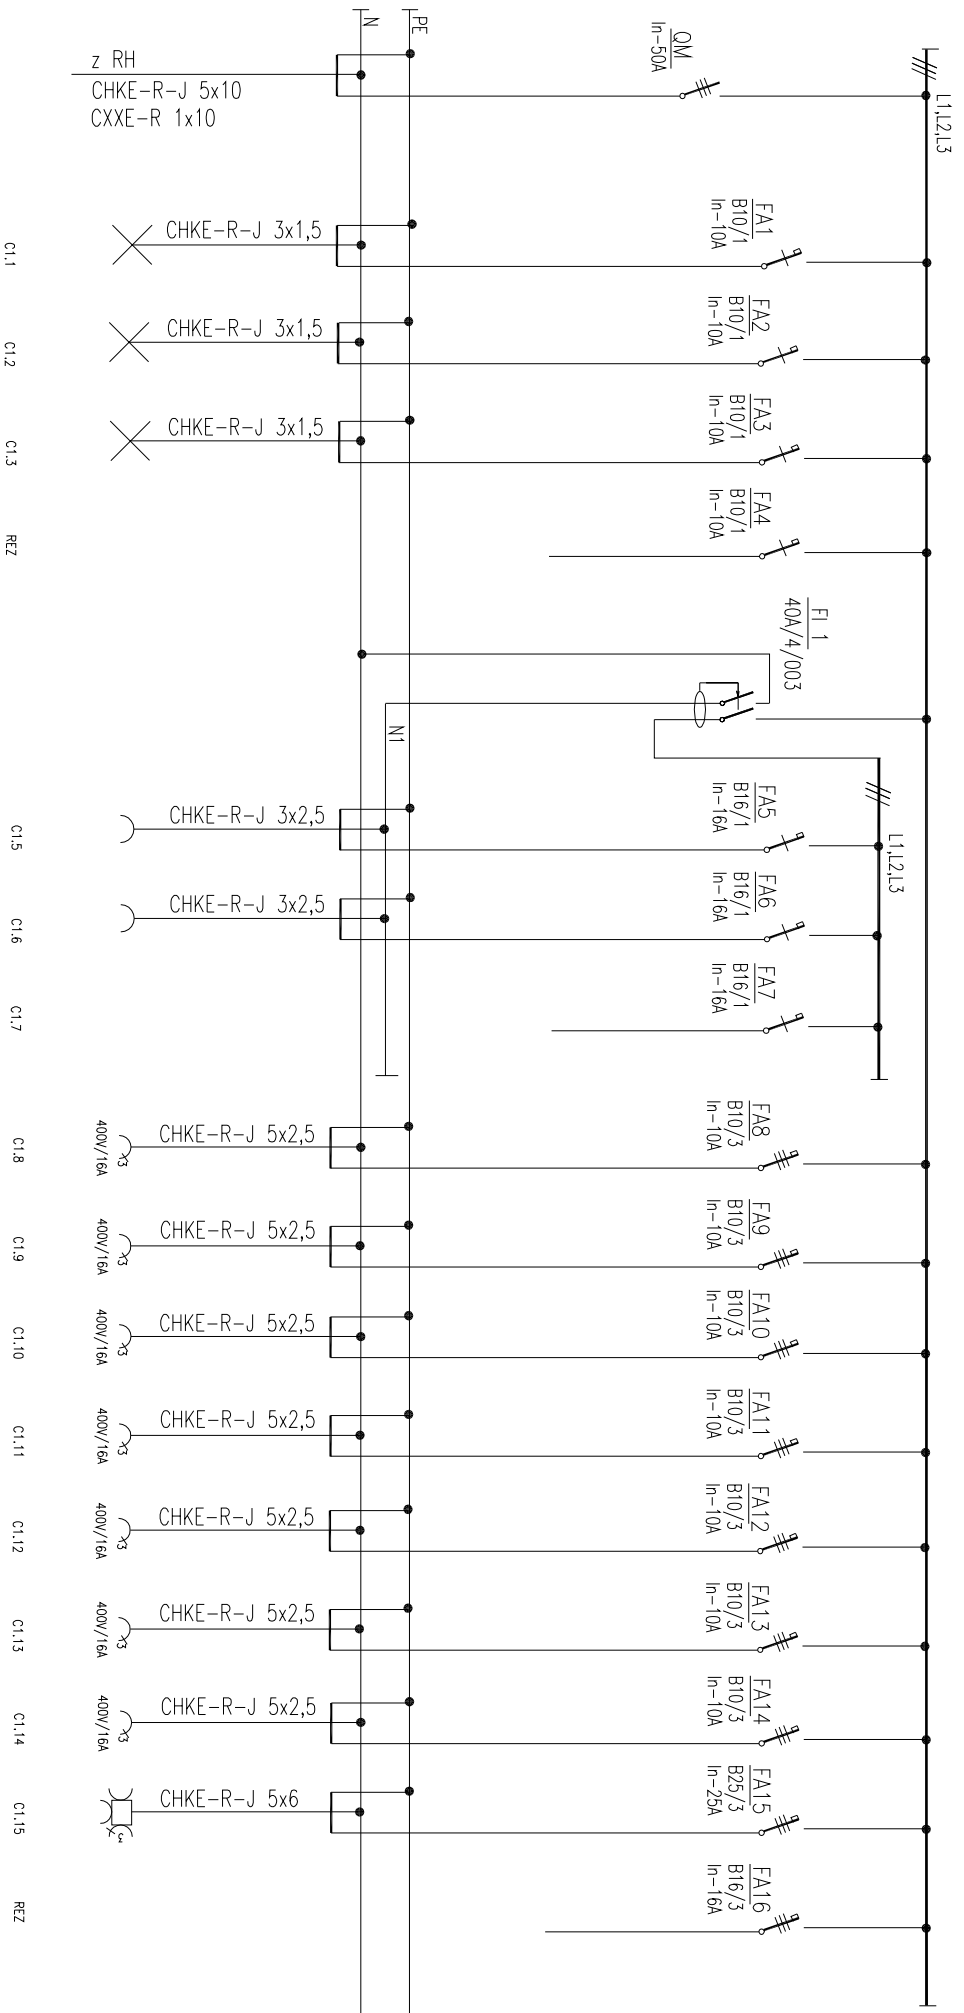 N
PE
QM
In-50A
L1,L2,L3
z RH
CHKE-R-J 5x10
CXXE-R 1x10
C1.1
CHKE-R-J 3x1,5
FA1
B10/1
In-10A
C1.2
CHKE-R-J 3x1,5
FA2
B10/1
In-10A
C1.3
CHKE-R-J 3x1,5
FA3
B10/1
In-10A
REZ
FA4
B10/1
In-10A
FI 1
40A/4/003
N1
L1,L2,L3
C1.5
CHKE-R-J 3x2,5
FA5
B16/1
In-16A
C1.6
CHKE-R-J 3x2,5
FA6
B16/1
In-16A
C1.7
FA7
B16/1
In-16A
C1.8
400V/16A
3
CHKE-R-J 5x2,5
FA8
B10/3
In-10A
C1.9
400V/16A
3
CHKE-R-J 5x2,5
FA9
B10/3
In-10A
C1.10
400V/16A
3
CHKE-R-J 5x2,5
FA10
B10/3
In-10A
C1.11
400V/16A
3
CHKE-R-J 5x2,5
FA11
B10/3
In-10A
C1.12
400V/16A
3
CHKE-R-J 5x2,5
FA12
B10/3
In-10A
C1.13
400V/16A
3
CHKE-R-J 5x2,5
FA13
B10/3
In-10A
C1.14
400V/16A
3
CHKE-R-J 5x2,5
FA14
B10/3
In-10A
C1.15
3
CHKE-R-J 5x6
FA15
B25/3
In-25A
REZ
FA16
B16/3
In-16A